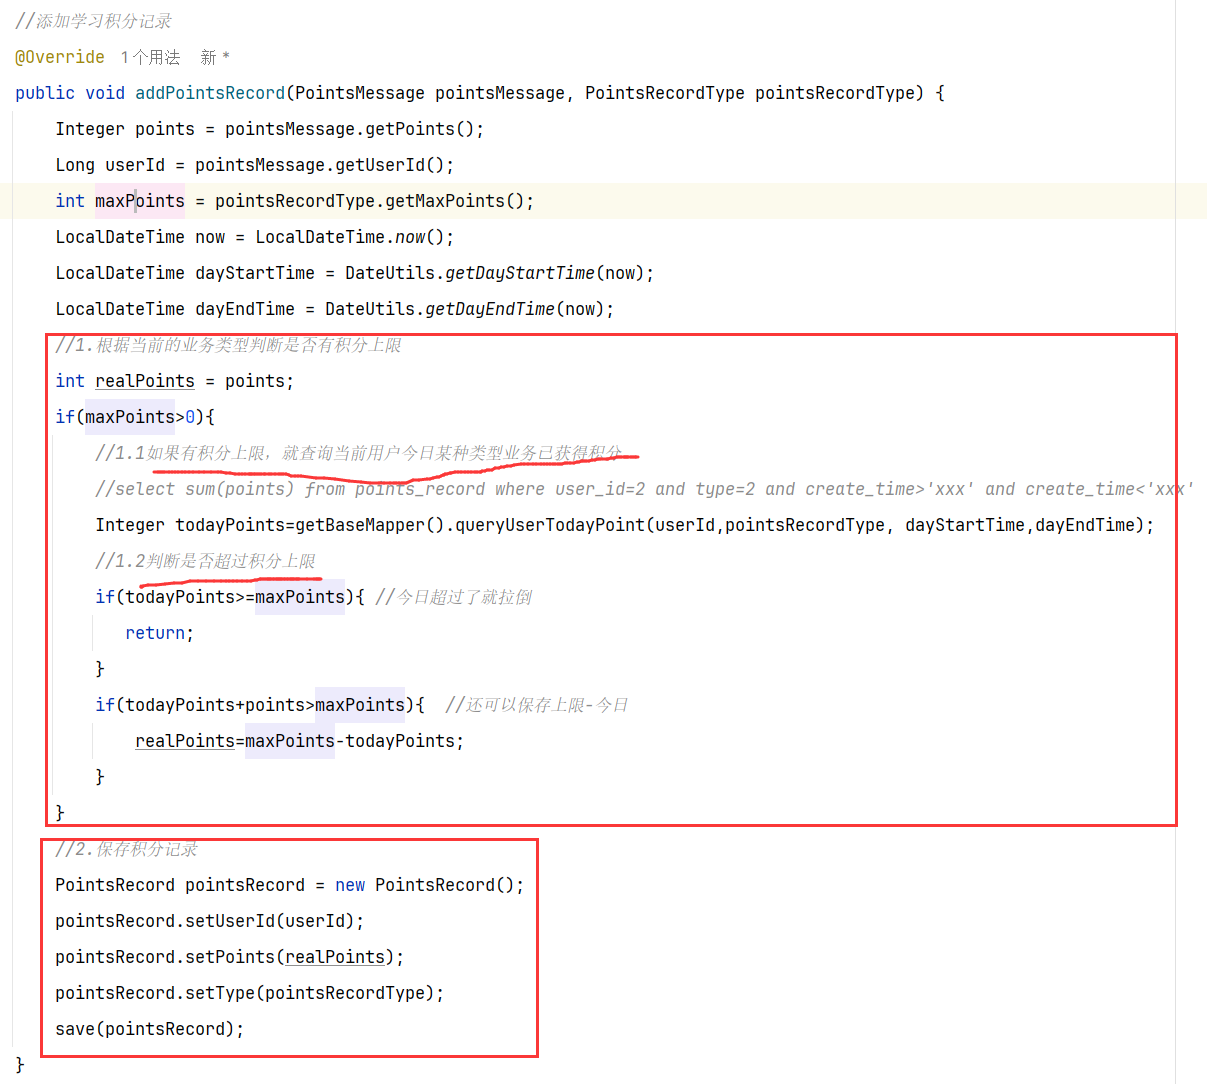 //添加学习积分记录
@Override 1个用法 新 *
public void addPointsRecord(PointsMessage pointsMessage, PointsRecordType pointsRecordType) {
Integer points = pointsMessage.getPoints();
Long userId = pointsMessage.getUserId();
int maxPoints = pointsRecordType.getMaxPoints();
LocalDateTime now = LocalDateTime.now();
LocalDateTime dayStartTime = DateUtils.getDayStartTime(now);
LocalDateTime dayEndTime = DateUtils.getDayEndTime(now);
//1.根据当前的业务类型判断是否有积分上限
int realPoints = points;
if(maxPoints>0){
//1.1如果有积分上限，就查询当前用户今日某种类型业务已获得积分
//select sum(points) from points_record where user_id=2 and type=2 and create_time>'xxx' and create_time<'xxx'
Integer todayPoints=getBaseMapper().queryUserTodayPoint(userId,pointsRecordType, dayStartTime,dayEndTime);
//1.2判断是否超过积分上限
if(todayPoints>=maxPoints){ //今日超过了就拉倒
return;
}
if(todayPoints+points>maxPoints){ //还可以保存上限-今日
realPoints=maxPoints-todayPoints;
}
}
//2.保存积分记录
PointsRecord pointsRecord = new PointsRecord();
pointsRecord.setUserId(userId);
pointsRecord.setPoints(realPoints);
pointsRecord.setType(pointsRecordType);
save(pointsRecord);
}